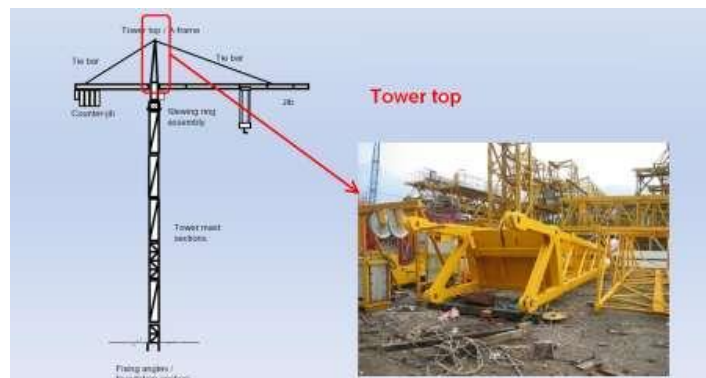 Tower top / A-frame
Tie bar
Tie bar
Counter-jib
Slewing ring
assembly
Jib
Tower top
Tower mast
sections
Fixing angles /